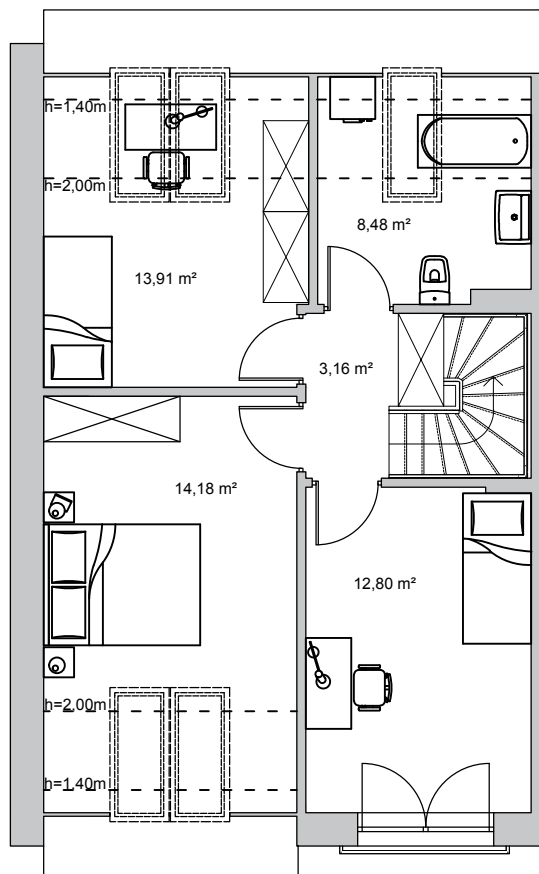 h=1,40m
h=2,00m
8,48 m²
13,91 m²
3,16 m²
14,18 m²
12,80 m²
h=2,00m
h=1,40m